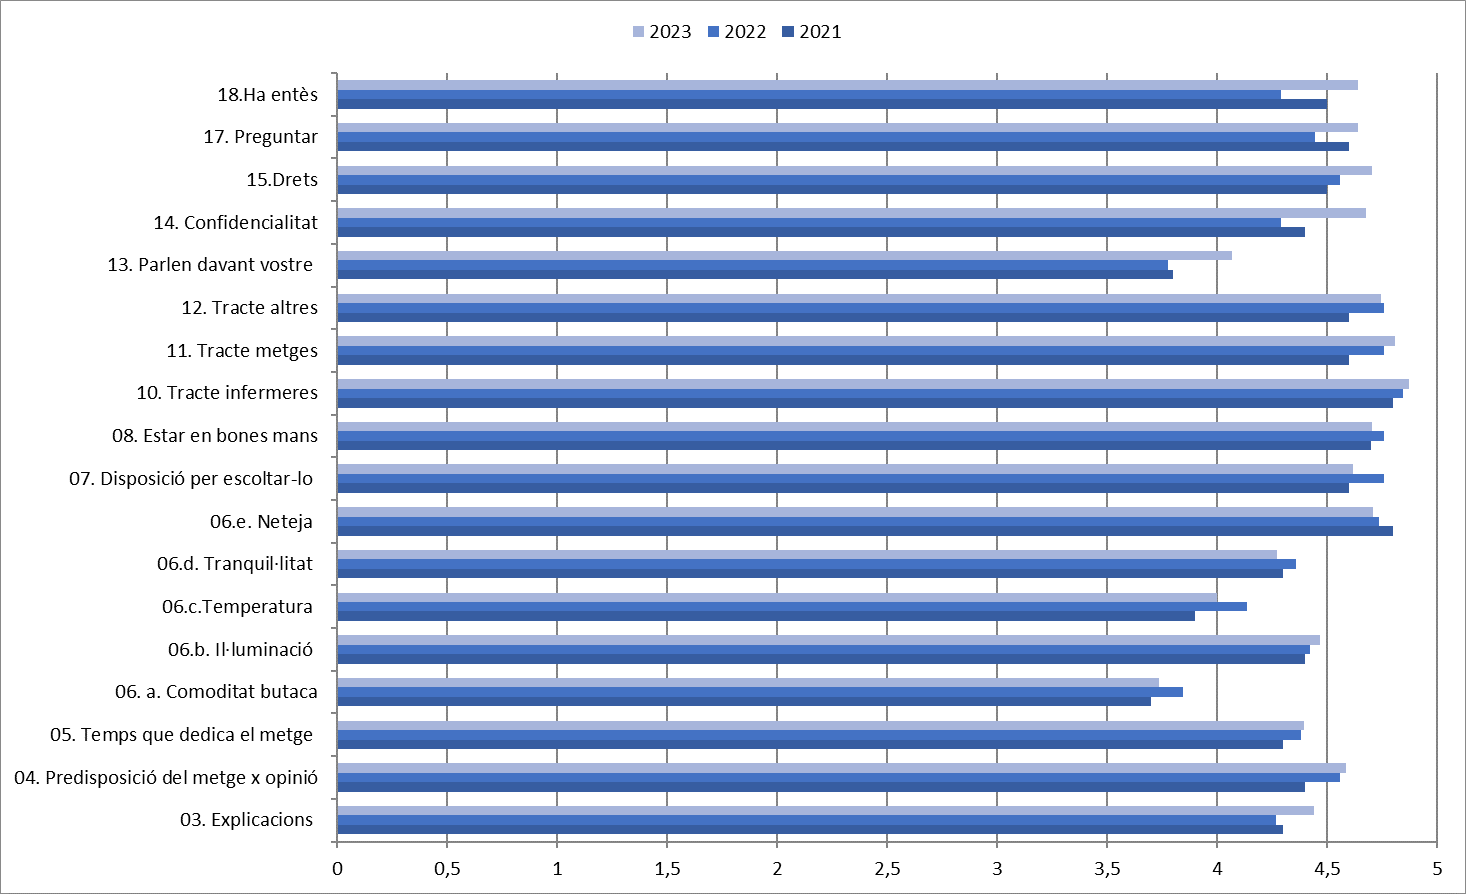 2023 2022 2021
18.Ha entès
17. Preguntar
15.Drets
14. Confidencialitat
13. Parlen davant vostre
12. Tracte altres
11. Tracte metges
10. Tracte infermeres
08. Estar en bones mans
07. Disposició per escoltar-lo
06.e. Neteja
06.d. Tranquil·litat
06.c.Temperatura
06.b. Il·luminació
06. a. Comoditat butaca
05. Temps que dedica el metge
04. Predisposició del metge x opinió
03. Explicacions
0 0,5 1 1,5 2 2,5 3 3,5 4 4,5 5